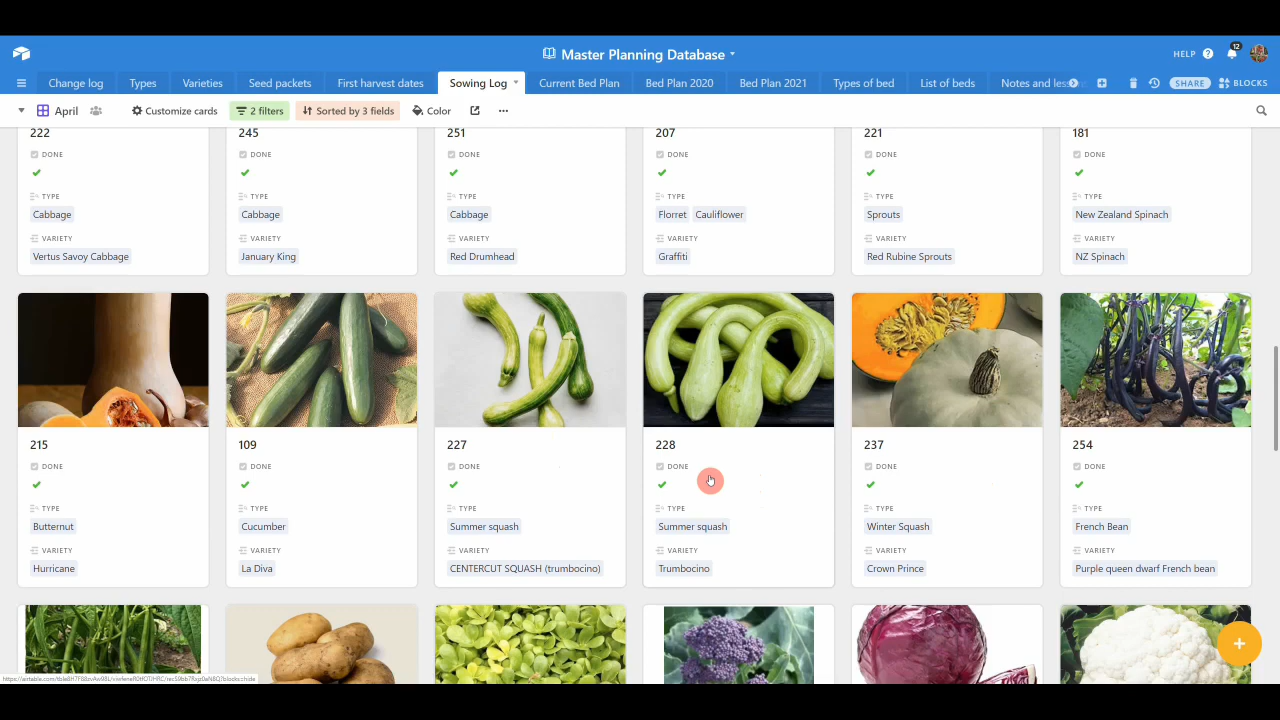 Master Planning Database
HELP
12
Change log Types Varieties Seed packets First harvest dates Sowing Log Current Bed Plan Bed Plan 2020 Bed Plan 2021 Types of bed List of beds Notes and SHARE BLOCKS
April Customize cards 2 filters Sorted by 3 fields Color
222 245 251 207 221 181
DONE DONE DONE DONE DONE DONE
TYPE TYPE TYPE TYPE TYPE TYPE
Cabbage Cabbage Cabbage Florret Cauliflower Sprouts New Zealand Spinach
VARIETY VARIETY VARIETY VARIETY VARIETY VARIETY
Vertus Savoy Cabbage January King Red Drumhead Graffiti Red Rubine Sprouts NZ Spinach
215 109 227 228 237 254
DONE DONE DONE DONE DONE DONE
TYPE TYPE TYPE TYPE TYPE TYPE
Butternut Cucumber Summer squash Summer squash Winter Squash French Bean
VARIETY VARIETY VARIETY VARIETY VARIETY VARIETY
Hurricane La Diva CENTERCUT SQUASH (trumbocino) Trumbocino Crown Prince Purple queen dwarf French bean